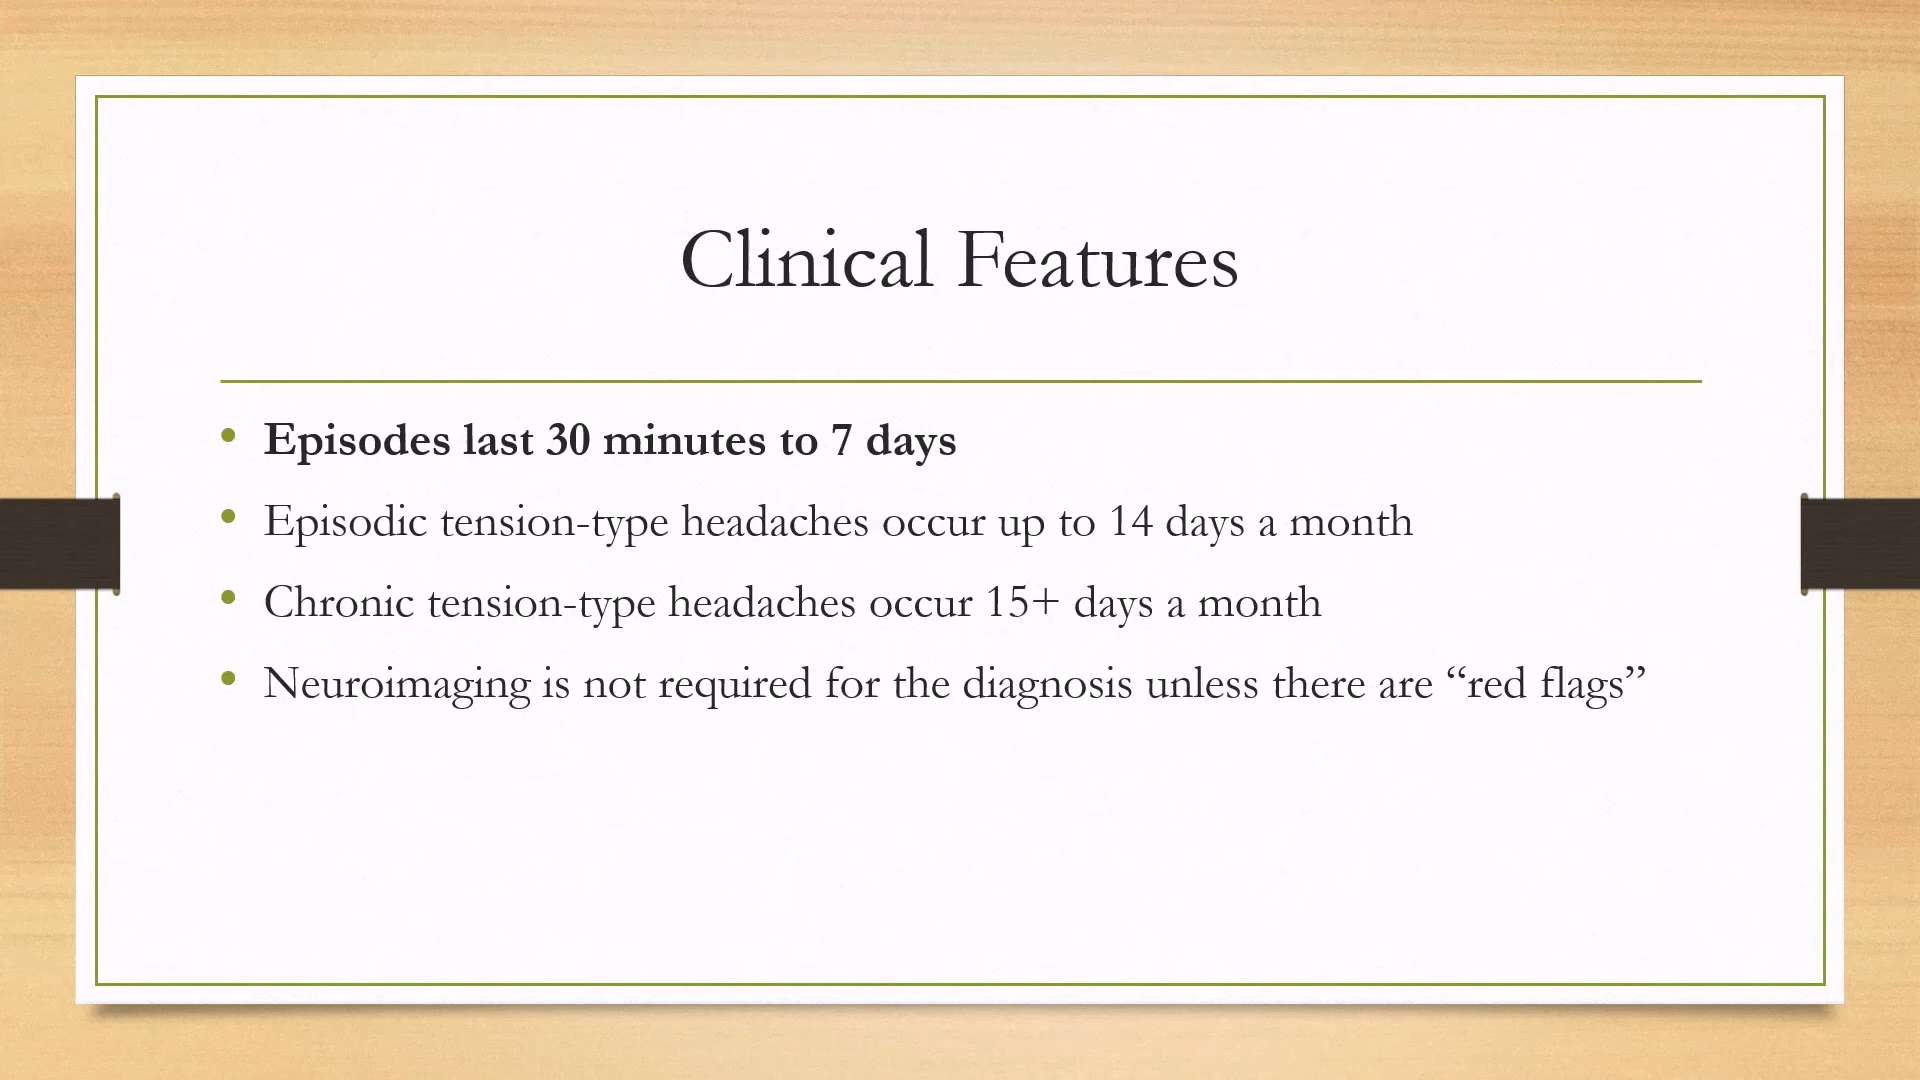 Clinical Features
• Episodes last 30 minutes to 7 days
• Episodic tension-type headaches occur up to 14 days a month
• Chronic tension-type headaches occur 15+ days a month
• Neuroimaging is not required for the diagnosis unless there are “red flags”